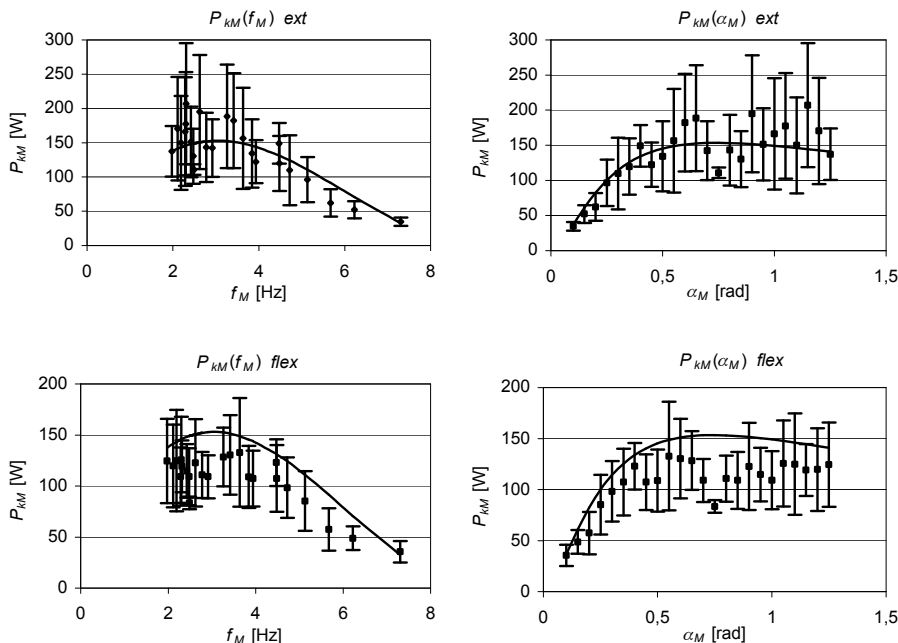 P_kM(f_M) ext
300
250
200
150
100
50
0
P_kM [W]
0 2 4 6 8
f_M [Hz]
P_kM(α_M) ext
300
250
200
150
100
50
0
P_kM [W]
0 0,5 1 1,5
α_M [rad]
P_kM(f_M) flex
200
150
100
50
0
P_kM [W]
0 2 4 6 8
f_M [Hz]
P_kM(α_M) flex
200
150
100
50
0
P_kM [W]
0 0,5 1 1,5
α_M [rad]